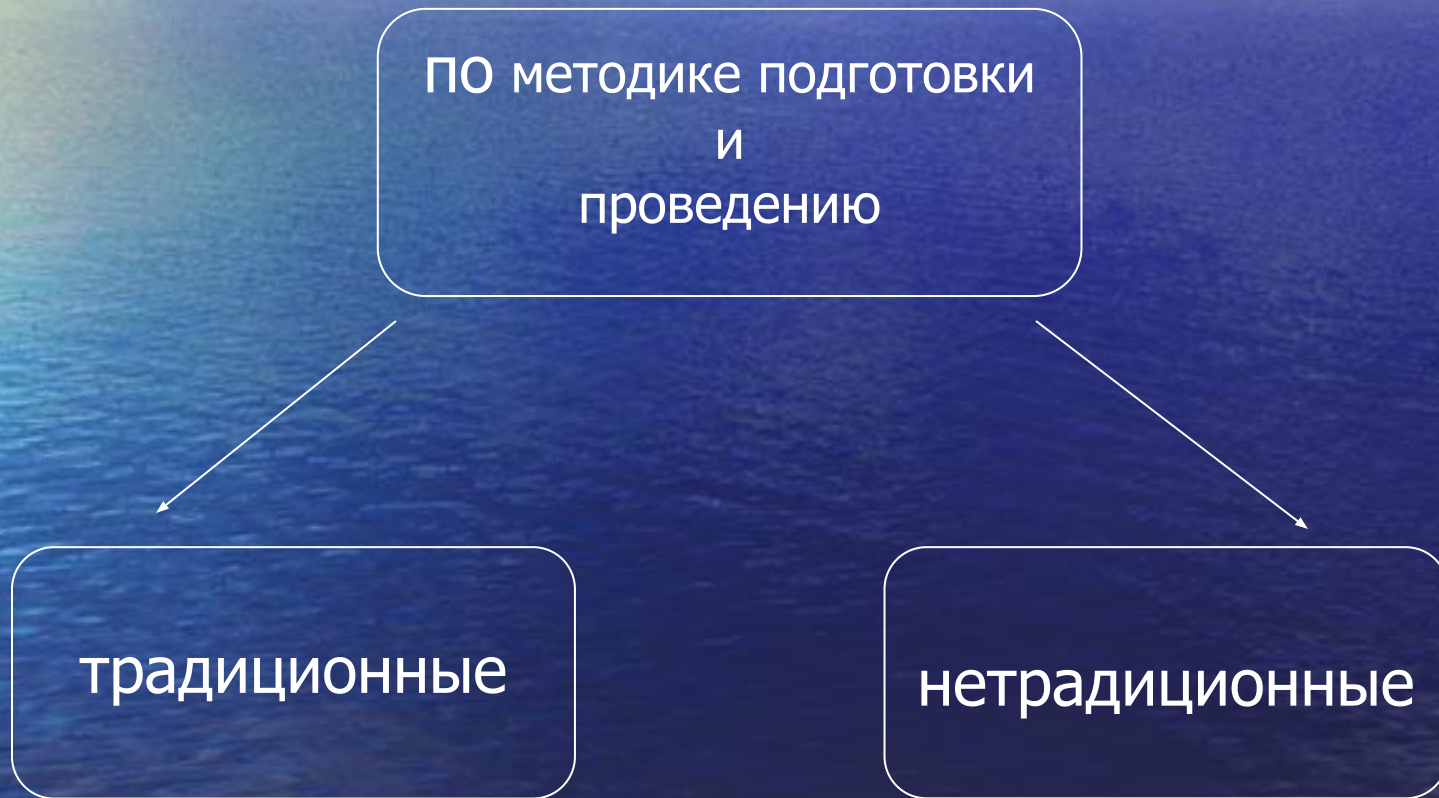 по методике подготовки
и
проведению
традиционные
нетрадиционные